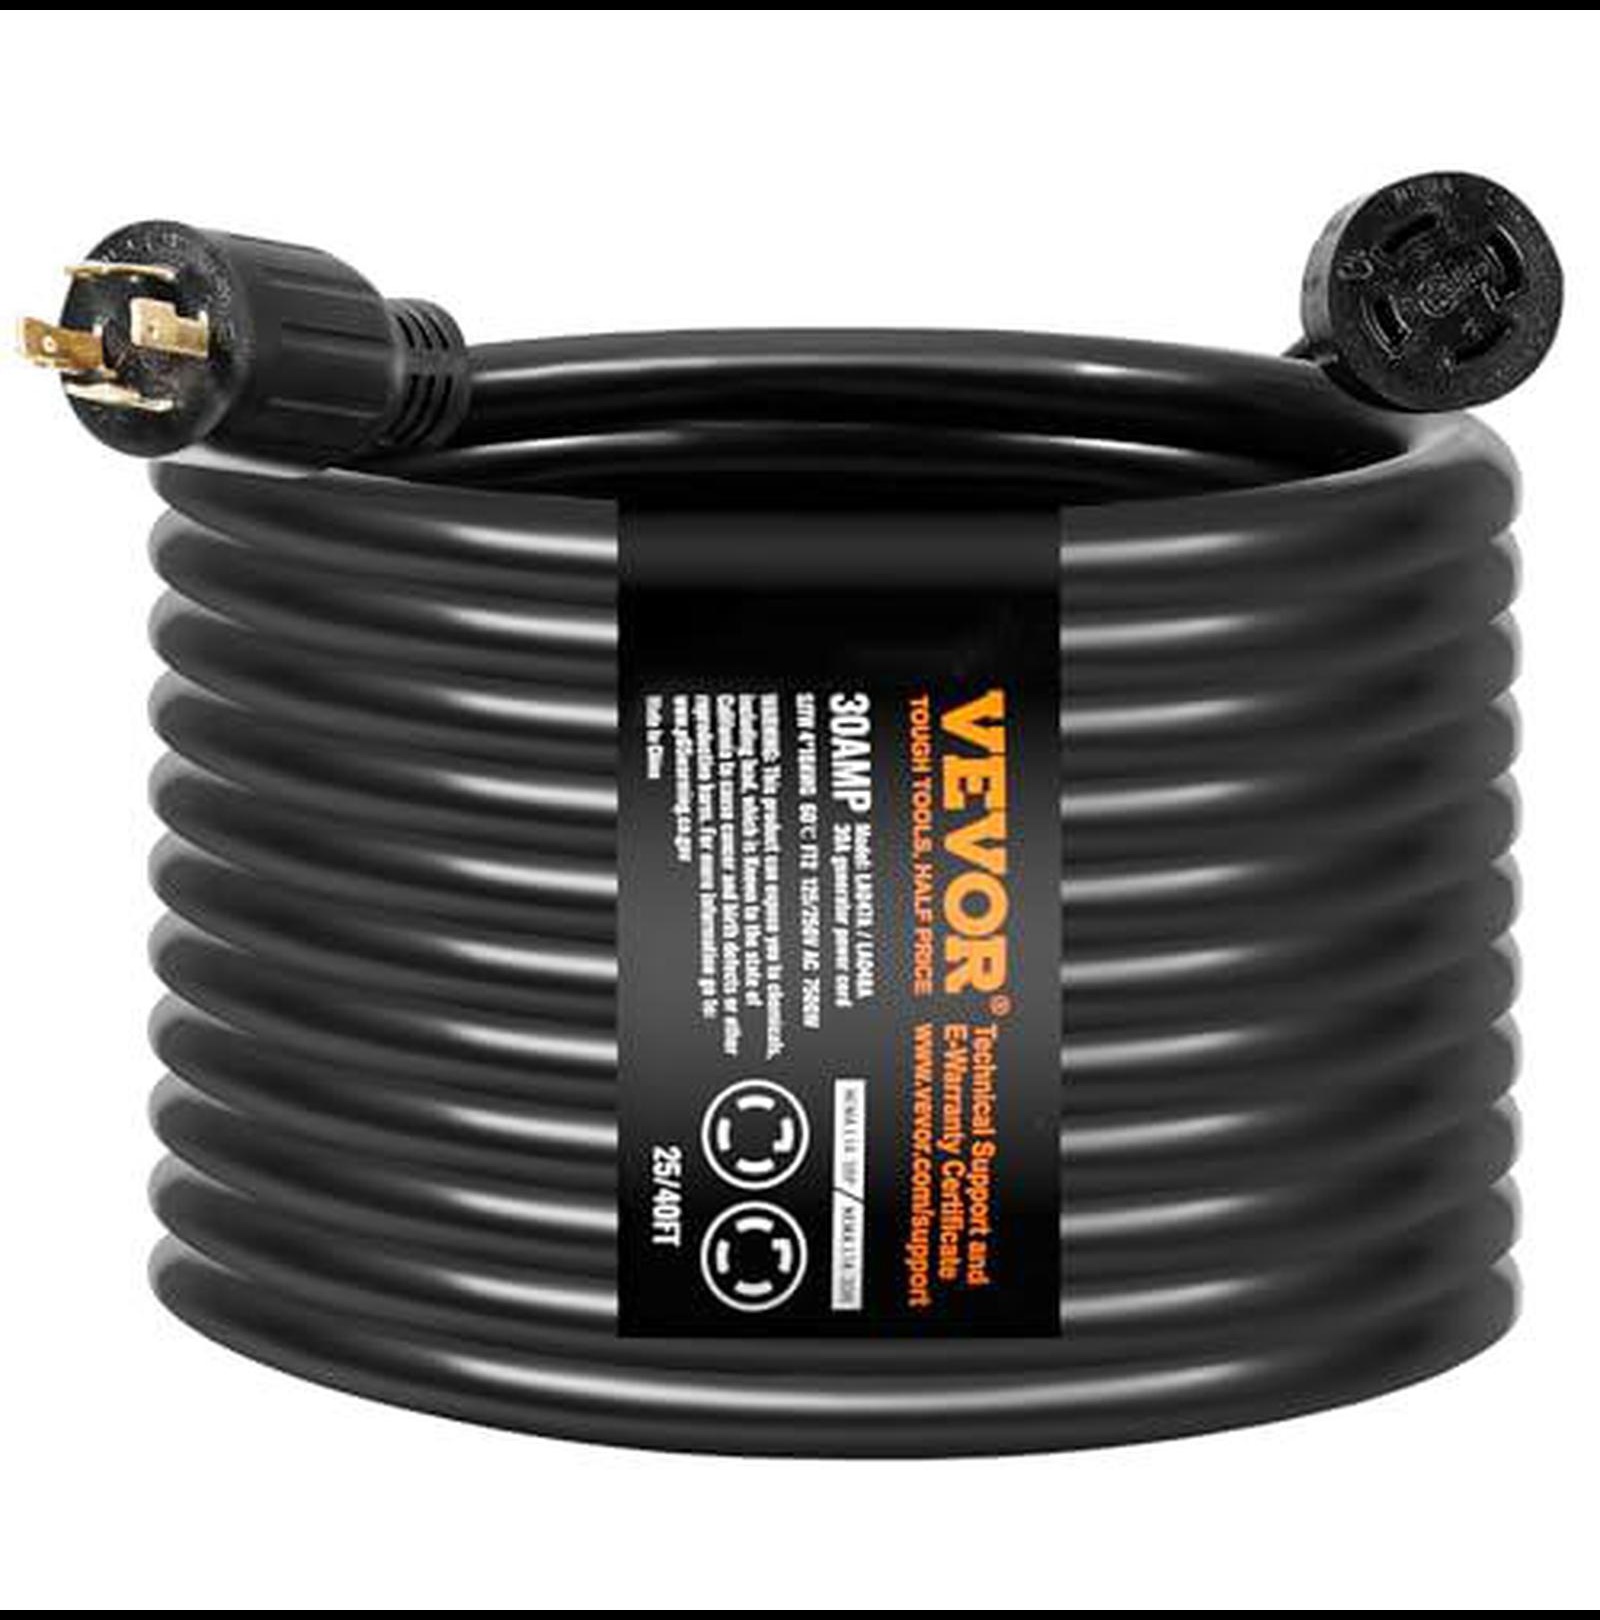 VEVOR®
TOUGH TOOLS, HALF PRICE
Technical Support and
E-Warranty Certificate
www.vevor.com/support
30AMP
Model: LA047A / LA048A
30A generator power cord
STW 4*10AWG 60°C FT2 125/250V AC 7500W
WARNING: This product can expose you to chemicals,
including lead, which is Known to the state of
California to cause cancer and birth defects or other
reproductive harm. For more information go to:
www.p65warning.ca.gov
Made In China
NEMA L14-30P / NEMA L14-30R
25/40FT